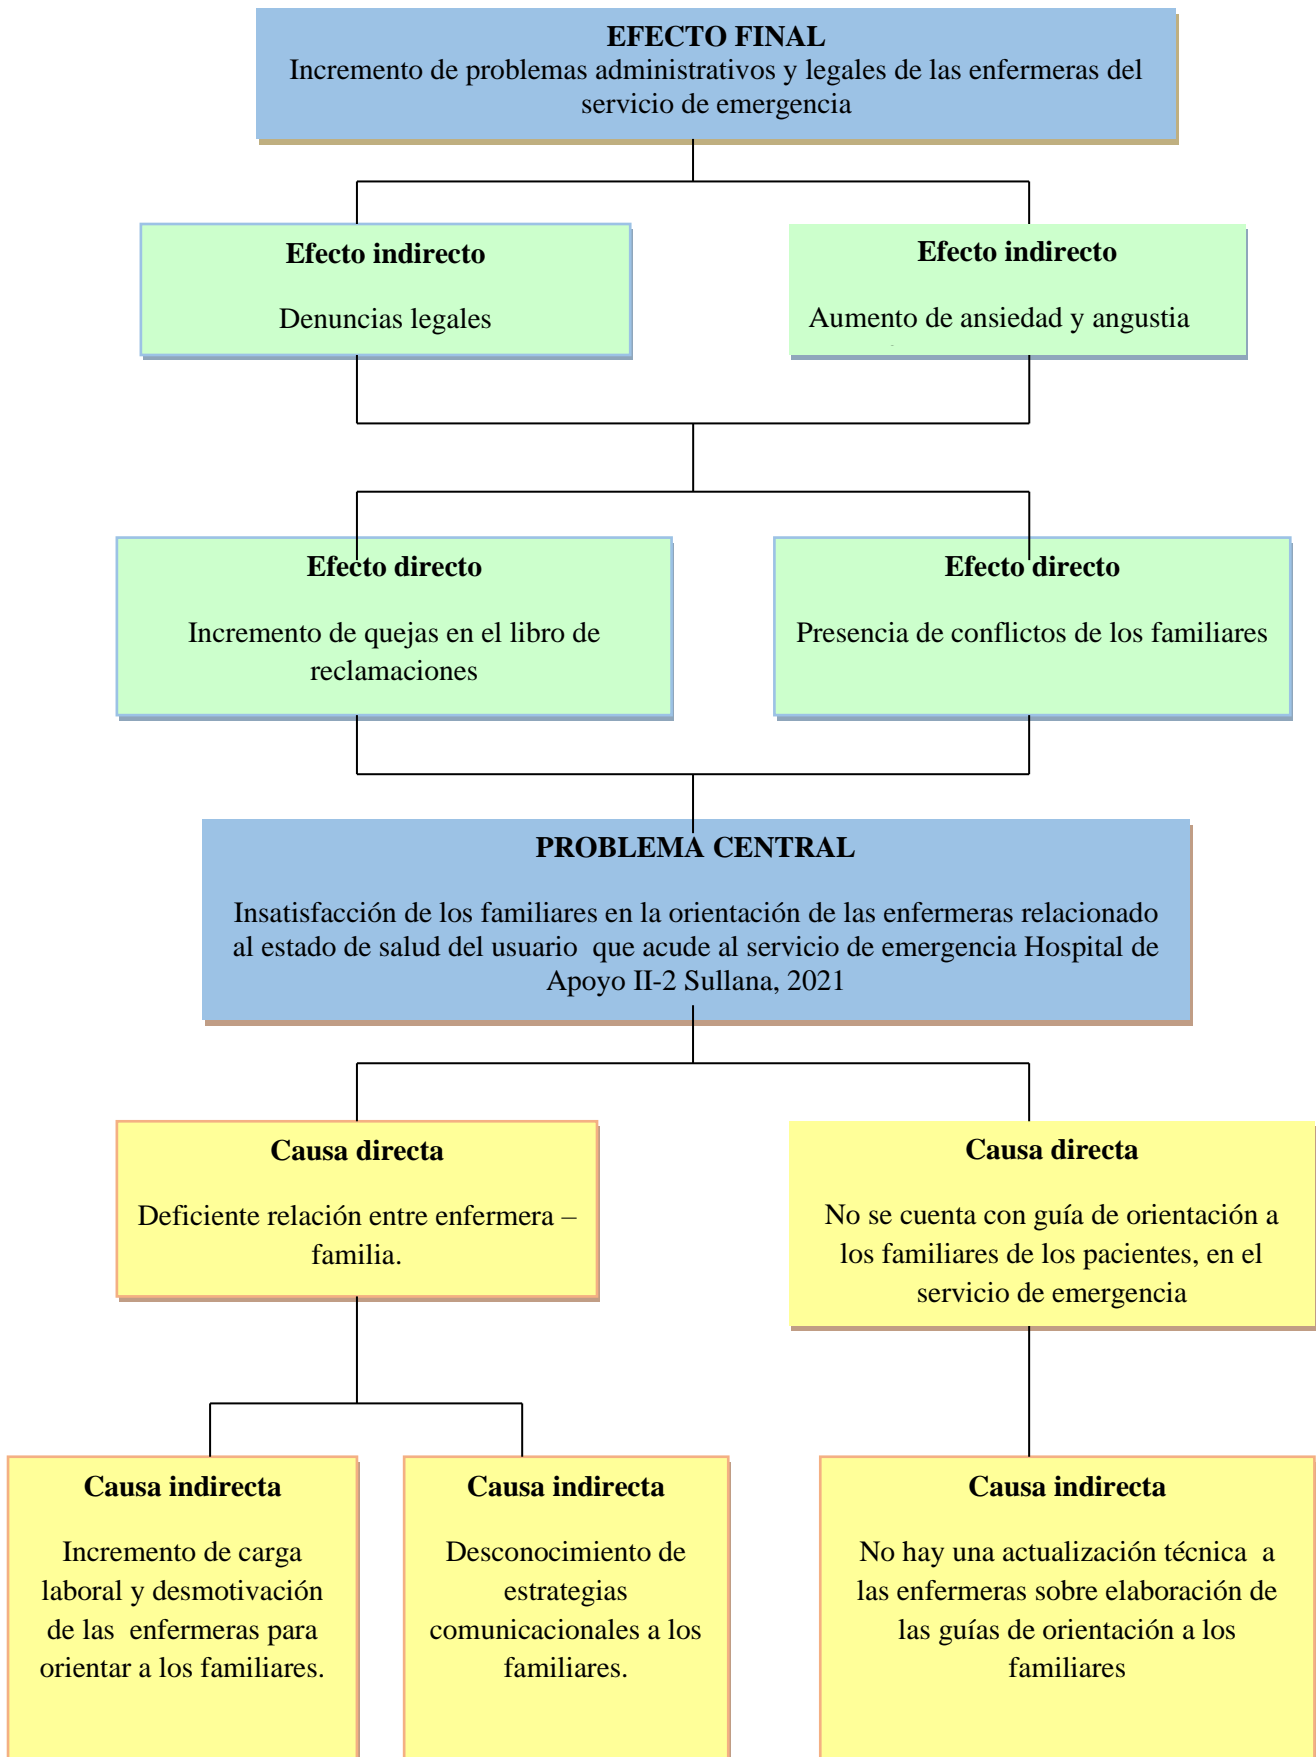 EFECTO FINAL
Incremento de problemas administrativos y legales de las enfermeras del
servicio de emergencia
Efecto indirecto
Denuncias legales
Efecto indirecto
Aumento de ansiedad y angustia
Efecto directo
Incremento de quejas en el libro de
reclamaciones
Efecto directo
Presencia de conflictos de los familiares
PROBLEMA CENTRAL
Insatisfacción de los familiares en la orientación de las enfermeras relacionado
al estado de salud del usuario  que acude al servicio de emergencia Hospital de
Apoyo II-2 Sullana, 2021
Causa directa
Deficiente relación entre enfermera –
familia.
Causa directa
No se cuenta con guía de orientación a
los familiares de los pacientes, en el
servicio de emergencia
Causa indirecta
Incremento de carga
laboral y desmotivación
de las  enfermeras para
orientar a los familiares.
Causa indirecta
Desconocimiento de
estrategias
comunicacionales a los
familiares.
Causa indirecta
No hay una actualización técnica  a
las enfermeras sobre elaboración de
las guías de orientación a los
familiares